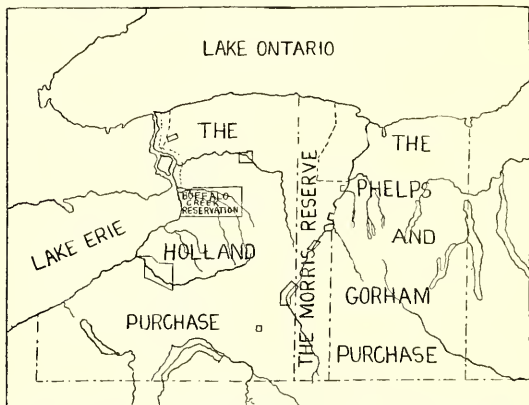 LAKE ONTARIO
THE
HOLLAND
PURCHASE
BUFFALO
CREEK
RESERVATION
LAKE ERIE
THE MORRIS RESERVE
THE
PHELPS
AND
GORHAM
PURCHASE